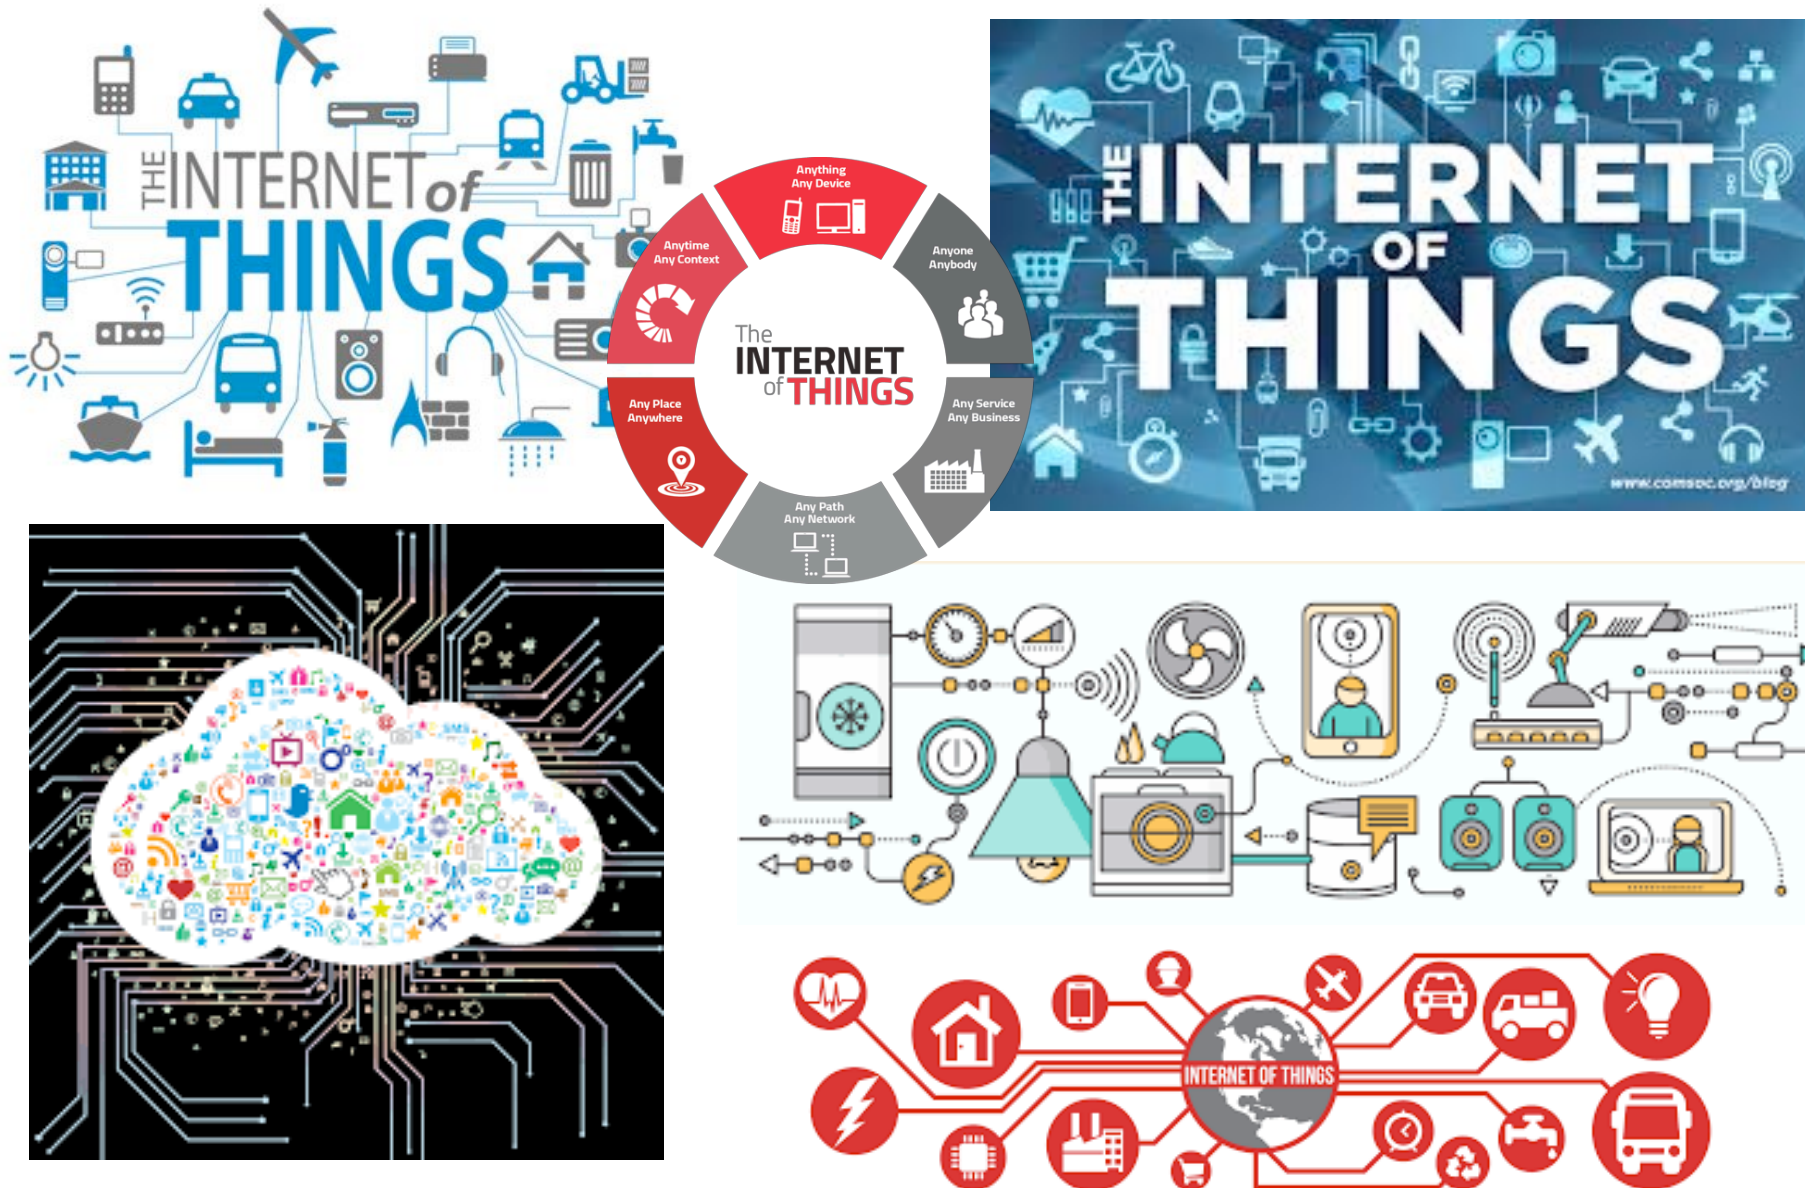 THE INTERNET of
THINGS
Anything
Any Device
Anytime
Any Context
Anyone
Anybody
The
INTERNET
of THINGS
Any Place
Anywhere
Any Service
Any Business
Any Path
Any Network
THE INTERNET
OF
THINGS
www.comsoc.org/blog
SMS
SMS
INTERNET OF THINGS